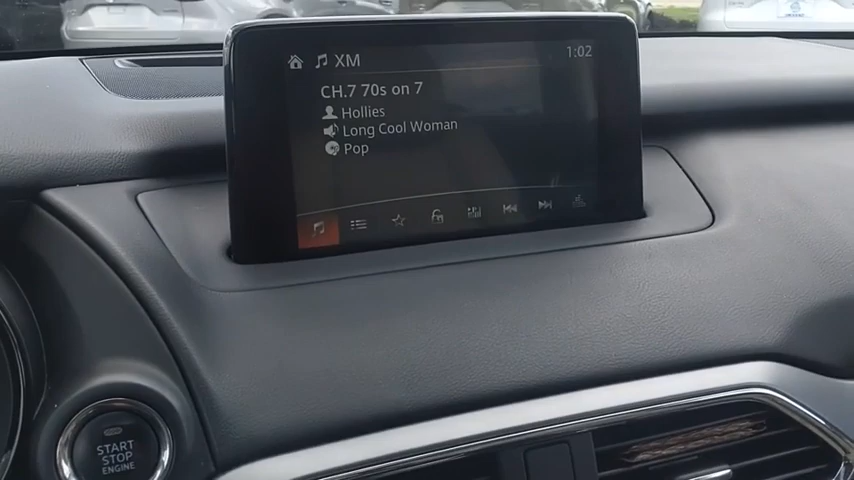 XM
1:02
CH.7 70s on 7
Hollies
Long Cool Woman
Pop
START
STOP
ENGINE